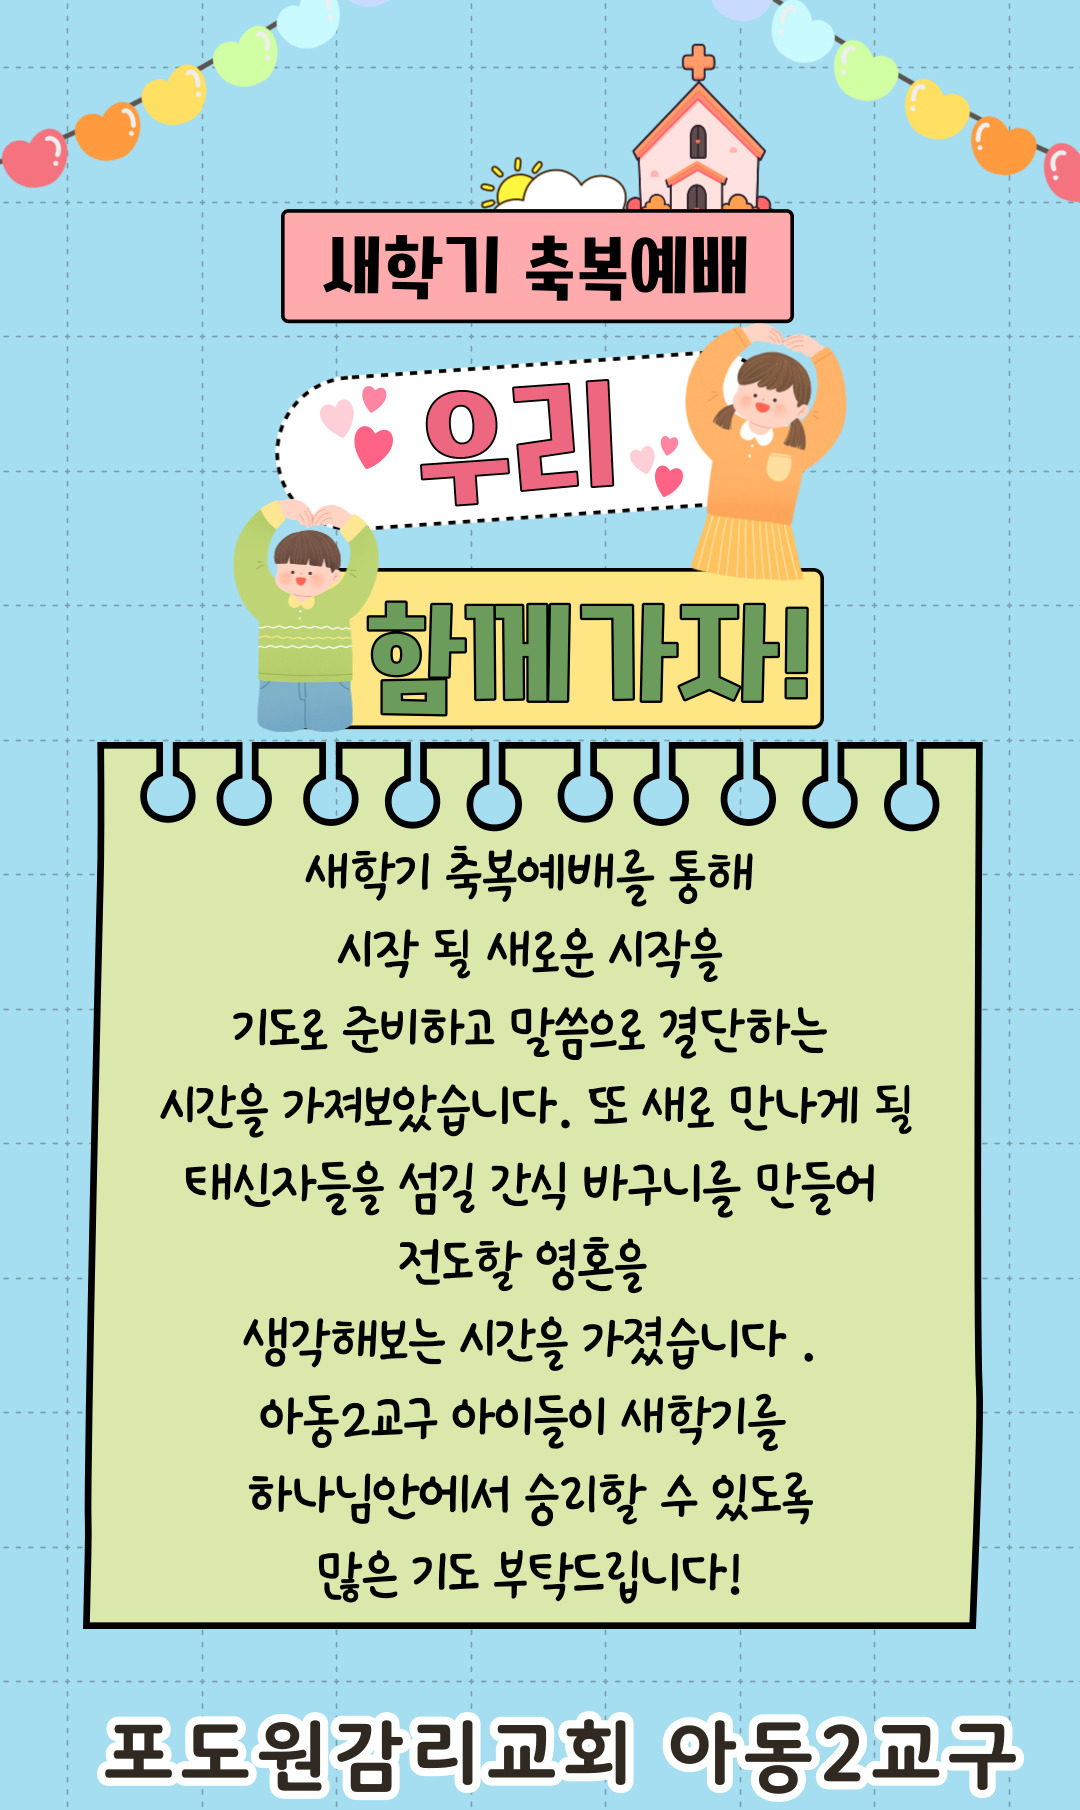 새학기 축복예배
우리
함께가자!
새학기 축복예배를 통해
시작 될 새로운 시작을
기도로 준비하고 말씀으로 결단하는
시간을 가져보았습니다. 또 새로 만나게 될
태신자들을 섬길 간식 바구니를 만들어
전도할 영혼을
생각해보는 시간을 가졌습니다 .
아동2교구 아이들이 새학기를
하나님안에서 승리할 수 있도록
많은 기도 부탁드립니다!
포도원감리교회 아동2교구